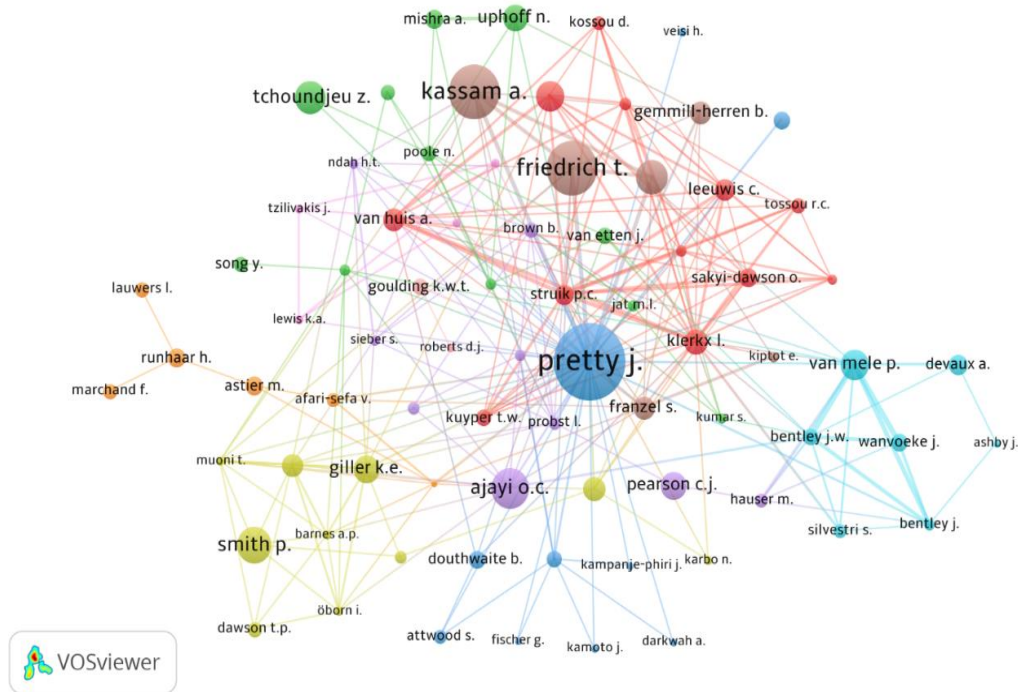 mishra a.
uphoff n.
kossou d.
veisi h.
tchoundjeu z.
kassam a.
gemmill-herren b.
ndah h.t.
poole n.
friedrich t.
leeuwis c.
tossou r.c.
tzilivakis j.
van huis a.
brown b.
van etten j.
song y.
goulding k.w.t.
struik p.c.
jat m.l.
sakyi-dawson o.
lauwers l.
lewis k.a.
sieber s.
roberts d.j.
klerkx l.
kiptot e.
runhaar h.
pretty j.
van mele p.
devaux a.
marchand f.
astier m.
afari-sefa v.
kuyper t.w.
probst l.
franzel s.
kumar s.
bentley j.w.
wanvoeke j.
ashby j.
muoni t.
giller k.e.
ajayi o.c.
pearson c.j.
hauser m.
bentley j.
silvestri s.
smith p.
barnes a.p.
douthwaite b.
kampanje-phiri j.
karbo n.
öborn i.
dawson t.p.
attwood s.
fischer g.
kamoto j.
darkwah a.
VOSviewer